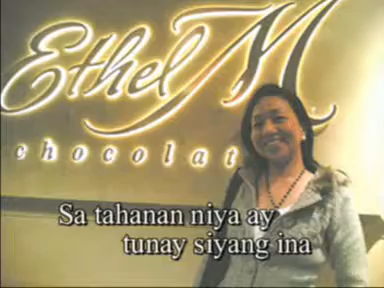 Ethel M
chocolat
Sa tahanan niya ay
tunay siyang ina